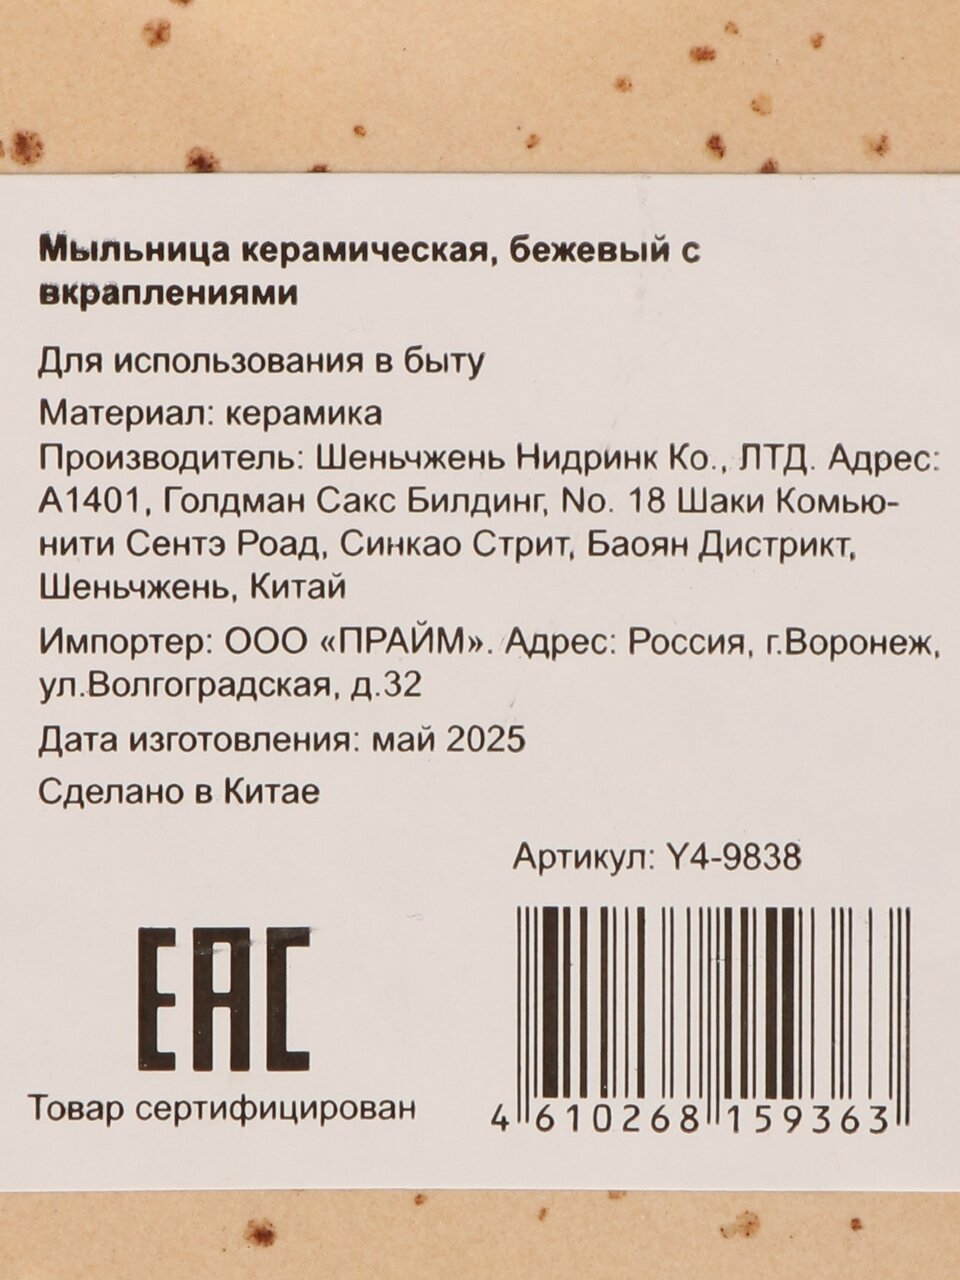 Мыльница керамическая, бежевый с
вкраплениями
Для использования в быту
Материал: керамика
Производитель: Шеньчжень Нидринк Ко., ЛТД. Адрес:
А1401, Голдман Сакс Билдинг, No. 18 Шаки Комью-
нити Сентэ Роад, Синкао Стрит, Баоян Дистрикт,
Шеньчжень, Китай
Импортер: ООО «ПРАЙМ». Адрес: Россия, г.Воронеж,
ул.Волгоградская, д.32
Дата изготовления: май 2025
Сделано в Китае
Артикул: Y4-9838
ЕАС
Товар сертифицирован
4 610268 159363